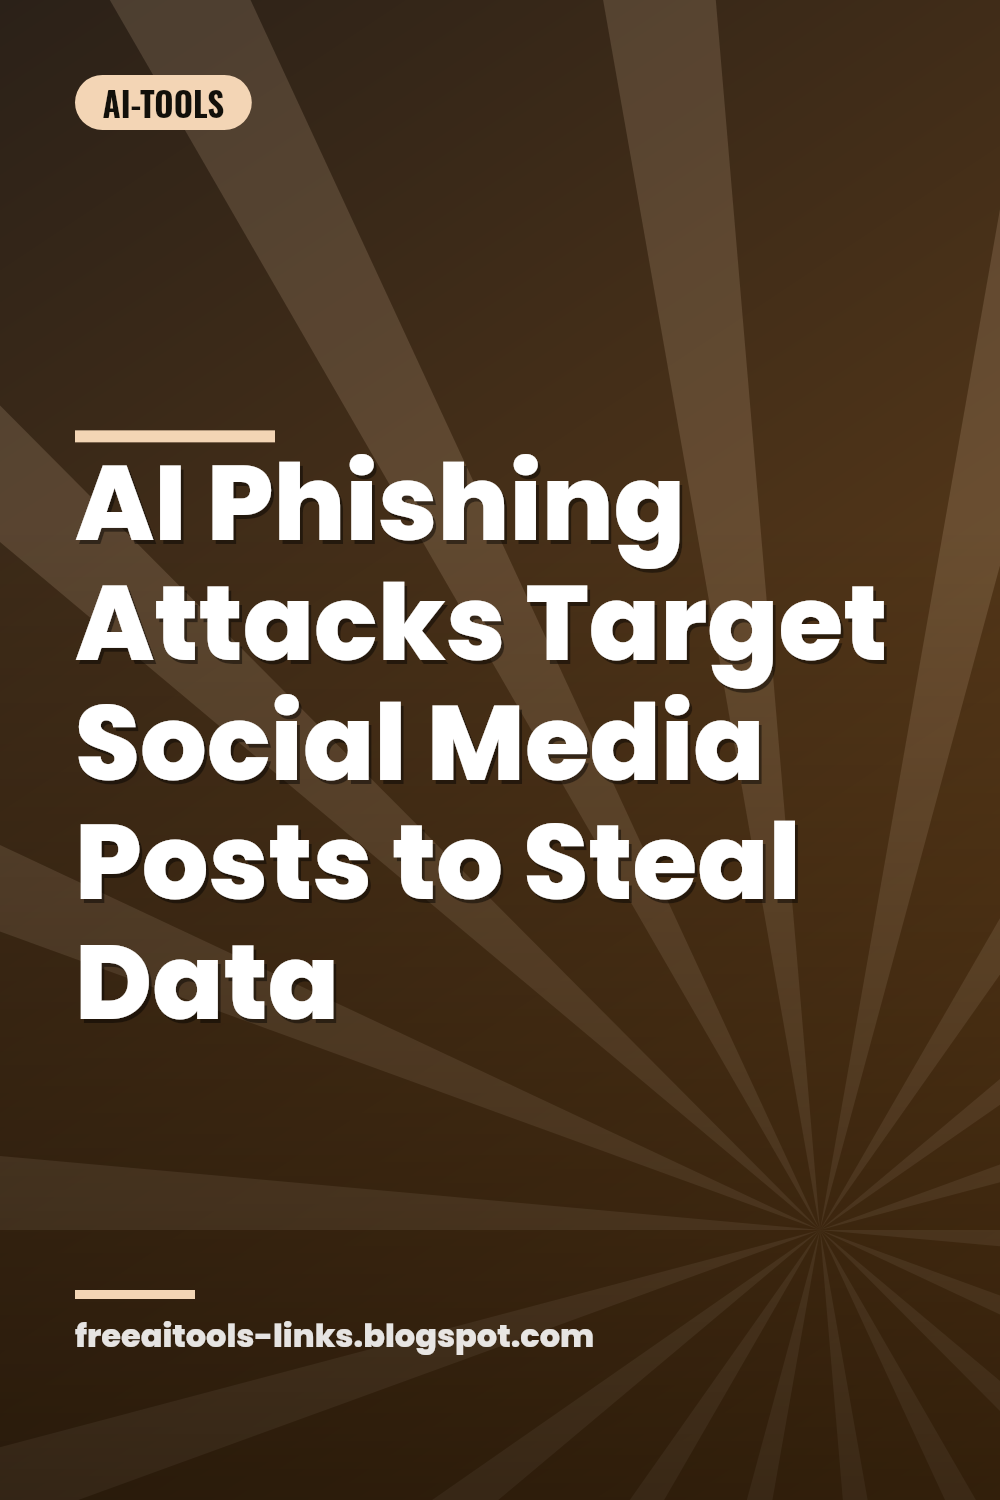 AI-TOOLS
AI Phishing
Attacks Target
Social Media
Posts to Steal
Data
freeaitools-links.blogspot.com